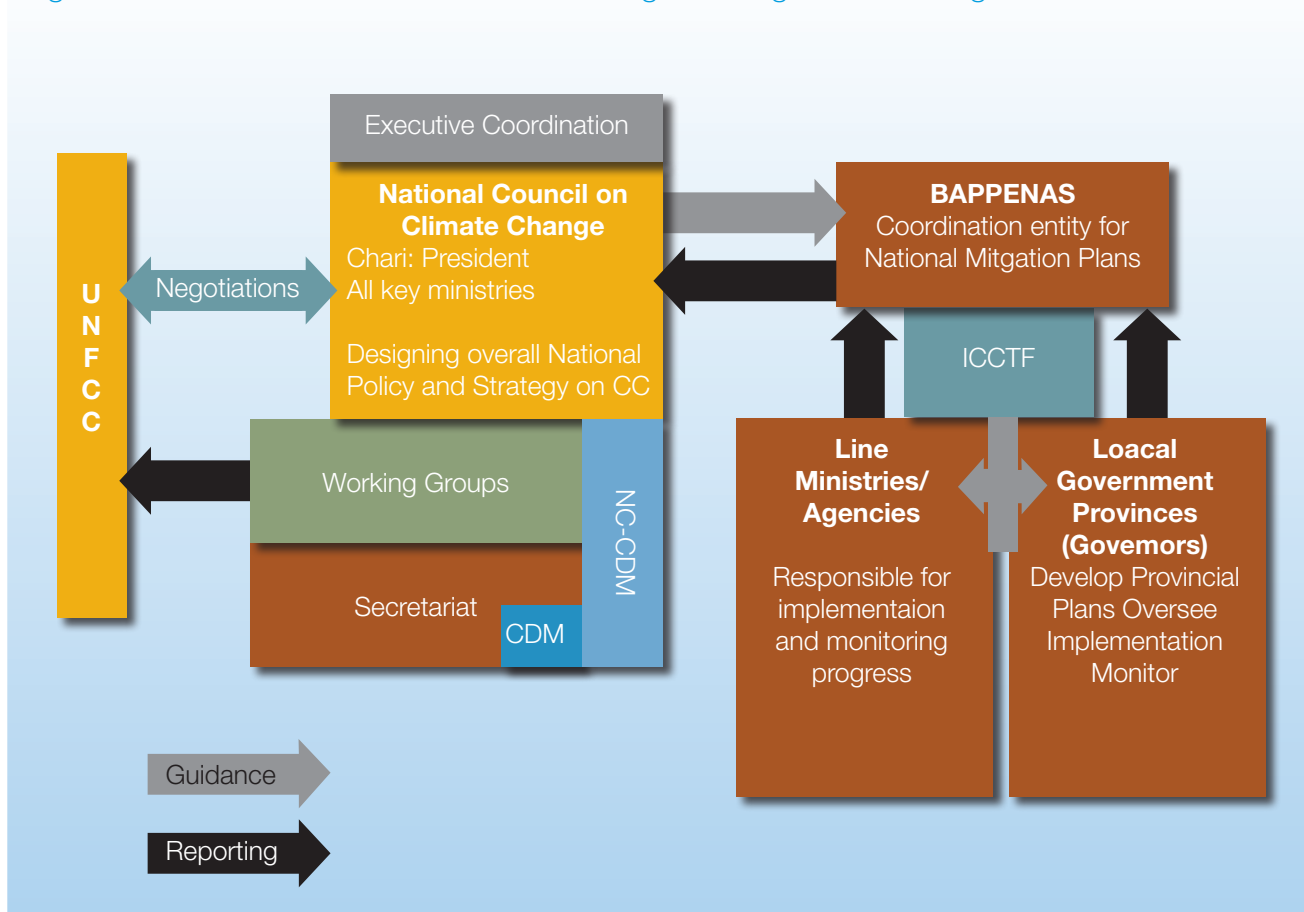 Executive Coordination
National Council on
Climate Change
Chari: President
All key ministries
Designing overall National
Policy and Strategy on CC
UNFCC
Negotiations
Working Groups
NC-CDM
Secretariat
CDM
BAPPENAS
Coordination entity for
National Mitgation Plans
ICCTF
Line
Ministries/
Agencies
Responsible for
implementaion
and monitoring
progress
Loacal
Government
Provinces
(Govemors)
Develop Provincial
Plans Oversee
Implementation
Monitor
Guidance
Reporting